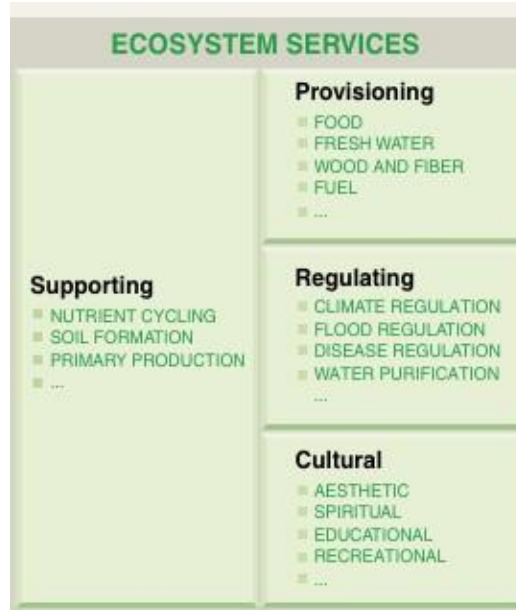 ECOSYSTEM SERVICES
Supporting
NUTRIENT CYCLING
SOIL FORMATION
PRIMARY PRODUCTION
...
Provisioning
FOOD
FRESH WATER
WOOD AND FIBER
FUEL
...
Regulating
CLIMATE REGULATION
FLOOD REGULATION
DISEASE REGULATION
WATER PURIFICATION
...
Cultural
AESTHETIC
SPIRITUAL
EDUCATIONAL
RECREATIONAL
...